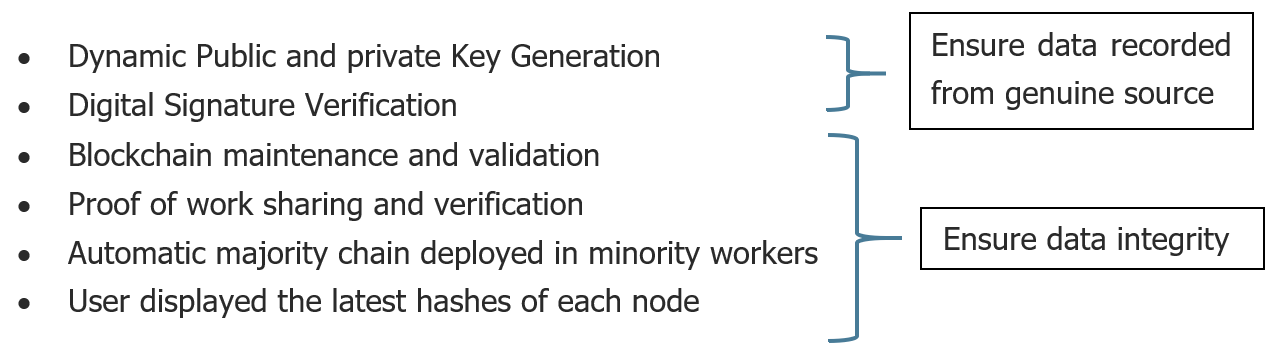 • Dynamic Public and private Key Generation
• Digital Signature Verification
• Blockchain maintenance and validation
• Proof of work sharing and verification
• Automatic majority chain deployed in minority workers
• User displayed the latest hashes of each node
Ensure data recorded
from genuine source
Ensure data integrity